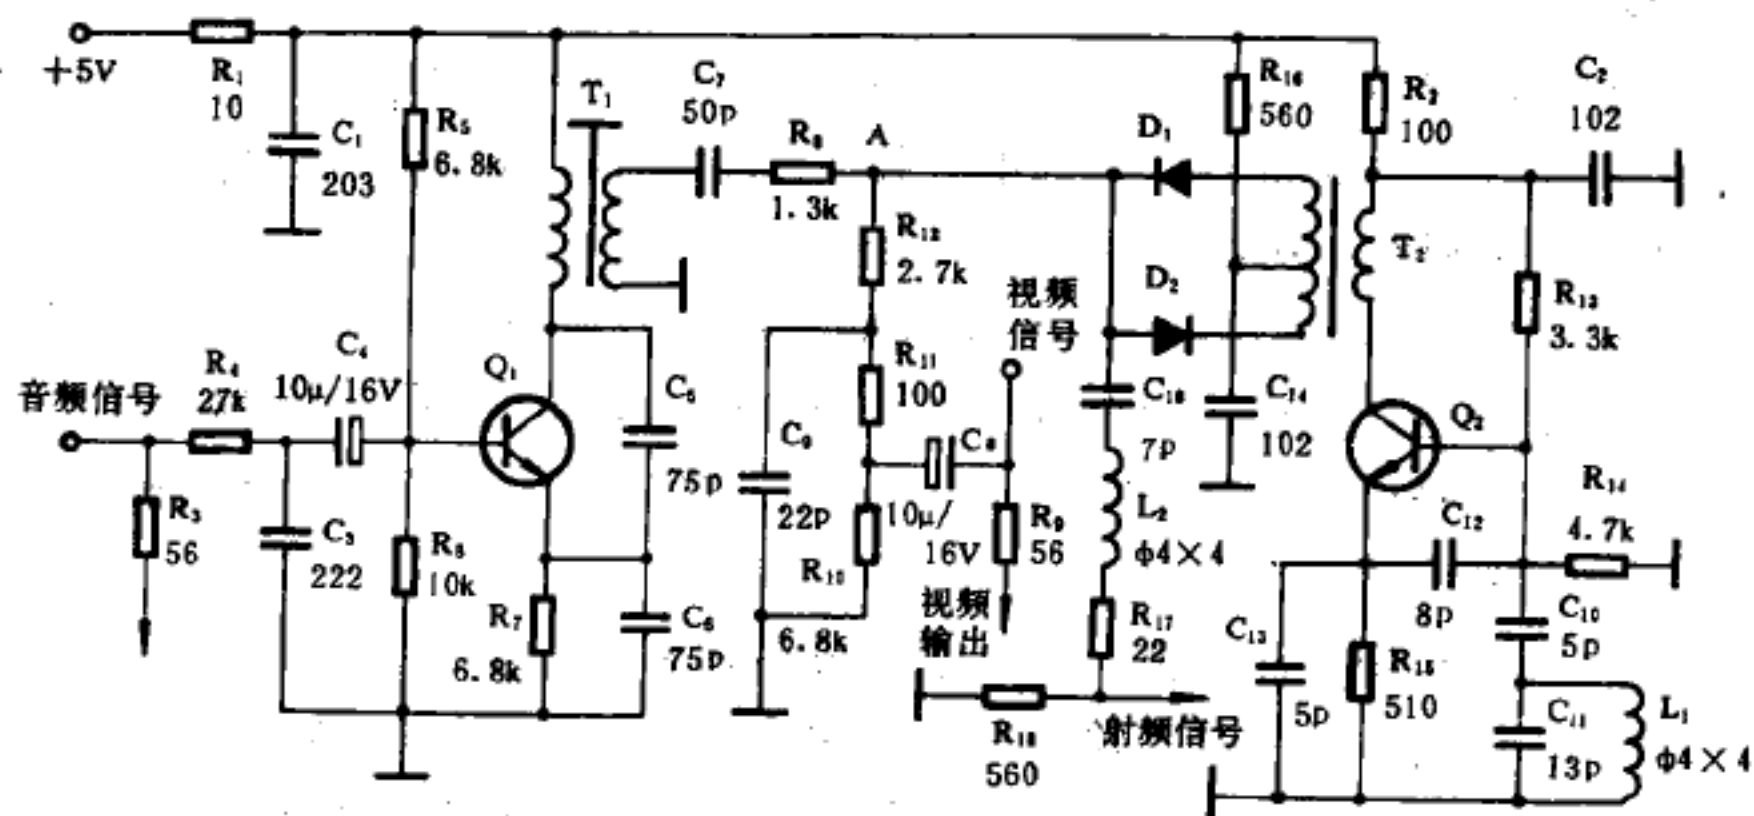 +5V
R₁
10
C₁
203
R₅
6.8k
T₁
C₇
50p
R₈
1.3k
A
D₁
R₁₆
560
R₂
100
C₂
102
R₁₂
2.7k
视频
信号
D₂
T₂
R₁₃
3.3k
音频信号
R₄
27k
C₄
10μ/16V
Q₁
C₅
75p
R₁₁
100
C₉
22p
C₈
10μ/
16V
C₁₈
7p
C₁₄
102
Q₂
R₃
56
C₃
222
R₆
10k
R₇
6.8k
C₆
75p
R₁₀
6.8k
R₉
56
视频
输出
L₂
φ4×4
R₁₇
22
C₁₂
8p
R₁₄
4.7k
C₁₃
5p
R₁₅
510
C₁₀
5p
C₁₁
13p
L₁
φ4×4
R₁₈
560
射频信号